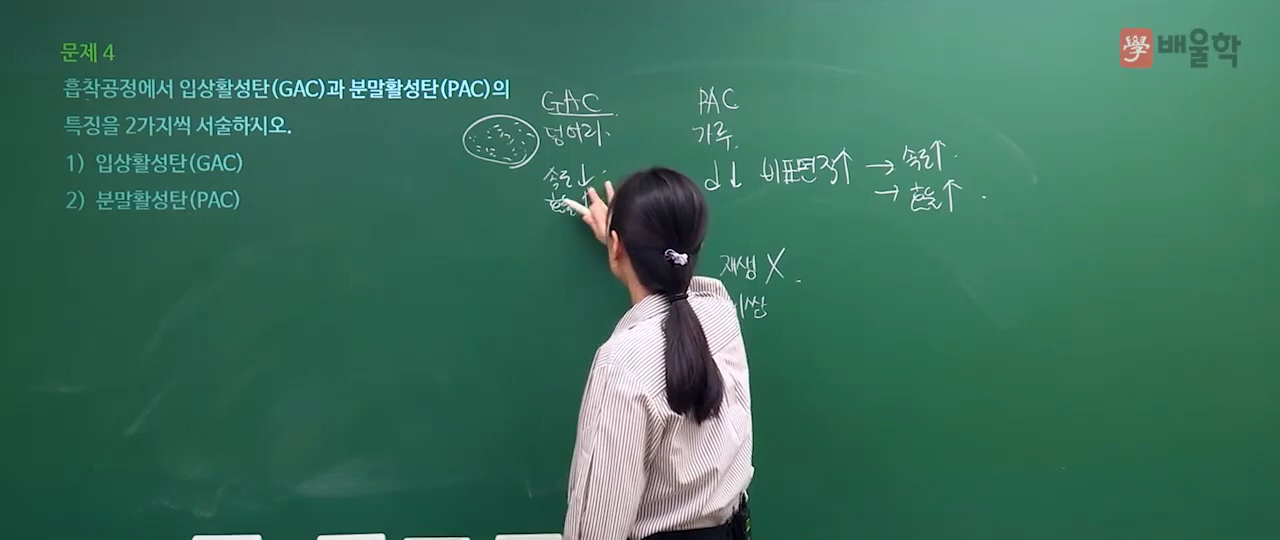 문제 4
흡착공정에서 입상활성탄(GAC)과 분말활성탄(PAC)의
특징을 2가지씩 서술하시오.
1) 입상활성탄(GAC)
2) 분말활성탄(PAC)
學 배울학
GAC
덩어리
속도↓
효율
PAC
가루
d↓ 비표면적↑ → 속도↑
→ 효율↑
재생 X